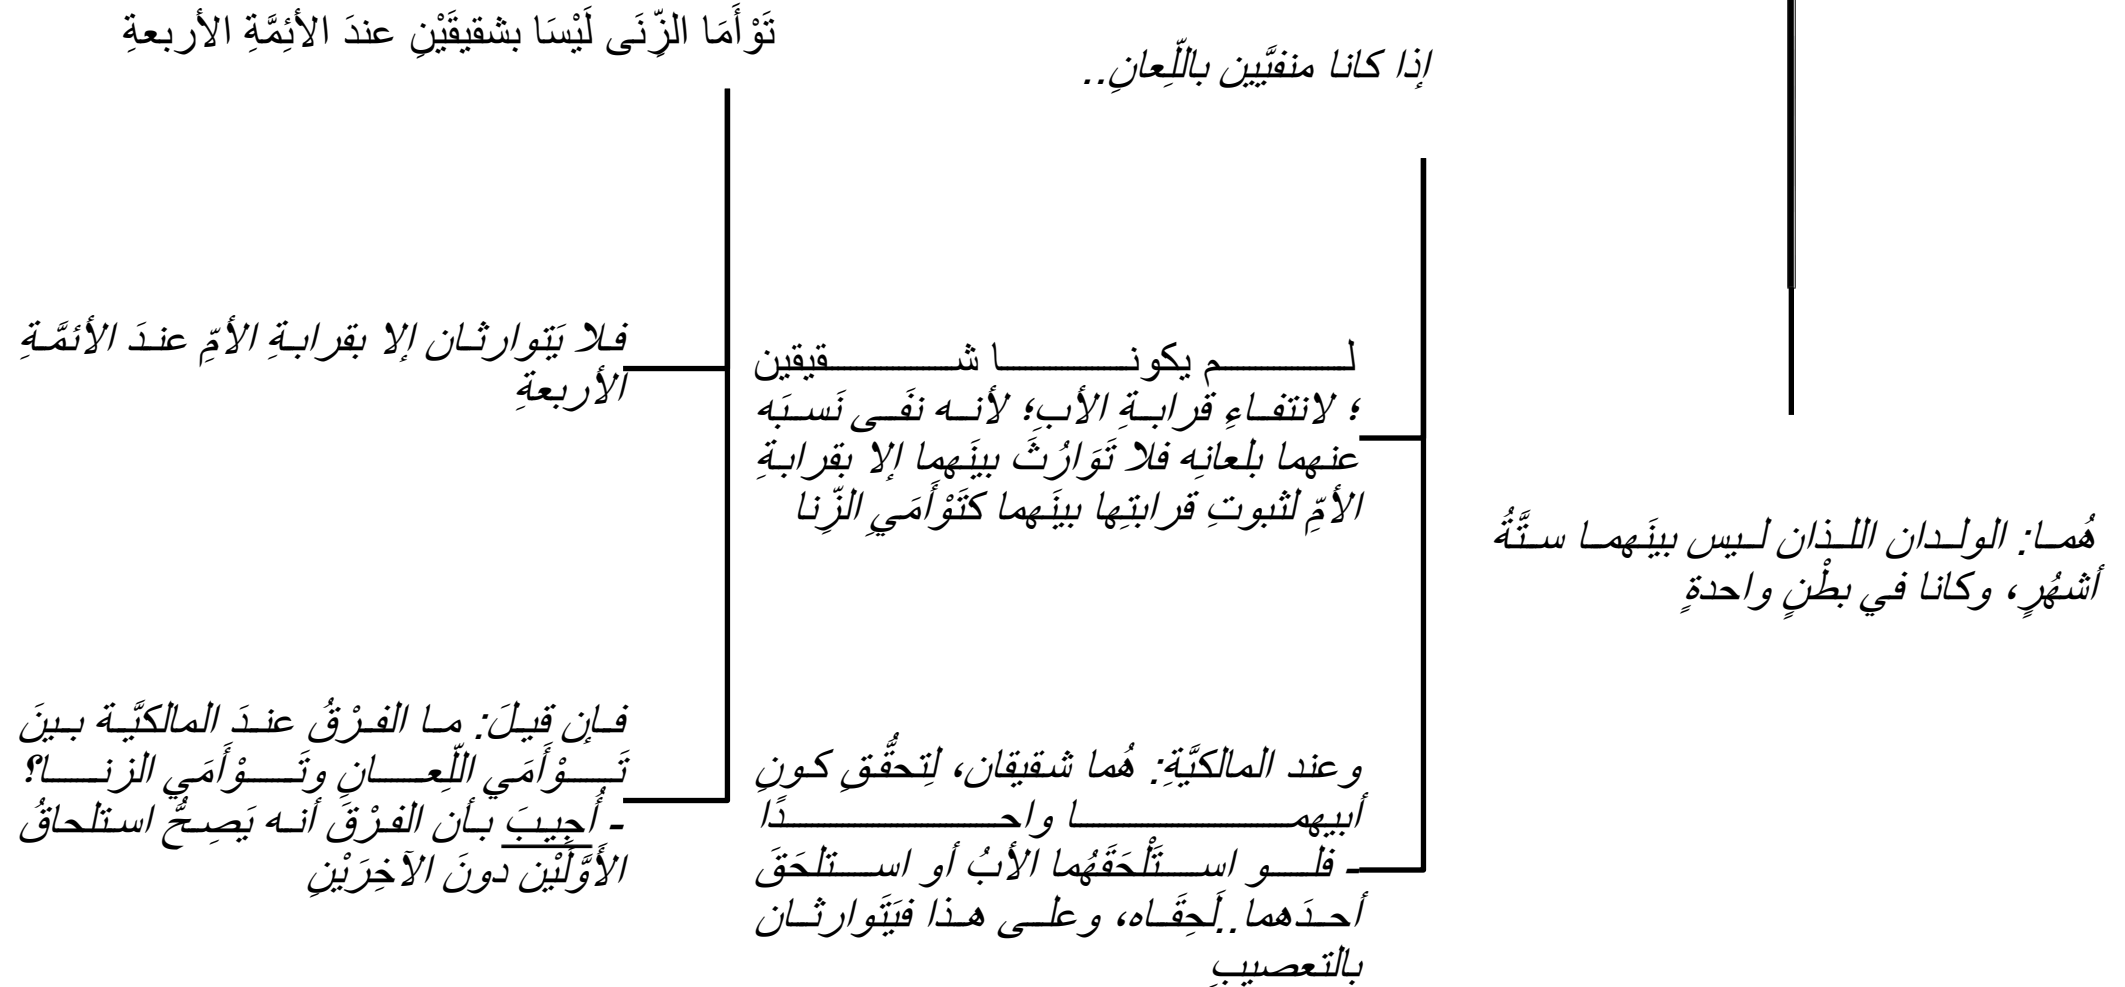 هُما: الولدان اللذان ليس بينَهما ستَّةُ
أشهُرٍ، وكانا في بطْنٍ واحدةٍ
إذا كانا منفيَّين باللّعانِ..
لم يكونا شقيقين
؛ لانتفاءِ قرابةِ الأبِ؛ لأنه نفَى نَسبَه
عنهما بلعانِه فلا تَوَارُثَ بينَهما إلا بقرابةِ
الأمّ لثبوتِ قرابتِها بينَهما كتَوْأَمَيِ الزّنا
وعند المالكيَّةِ: هُما شقيقان، لِتحقُّقِ كونِ
أبيهما واحدًا
- فلو استَلْحَقَهُما الأبُ أو استلحَقَ
أحدَهما..لَحِقَاه، وعلى هذا فيَتَوارثان
بالتعصيبِ
تَوْأَمَا الزّنَى لَيْسَا بشقيقَيْنِ عندَ الأئِمَّةِ الأربعةِ
فلا يَتوارثان إلا بقرابةِ الأمّ عندَ الأئمَّةِ
الأربعةِ
فإن قيلَ: ما الفرْقُ عندَ المالكيَّة بينَ
تَوْأَمَي اللّعانِ وتَوْأَمَي الزنا؟
- أُجِيبَ بأن الفرْقَ أنه يَصِحُّ استلحاقُ
الأَوَّلَيْن دونَ الآخِرَيْنِ